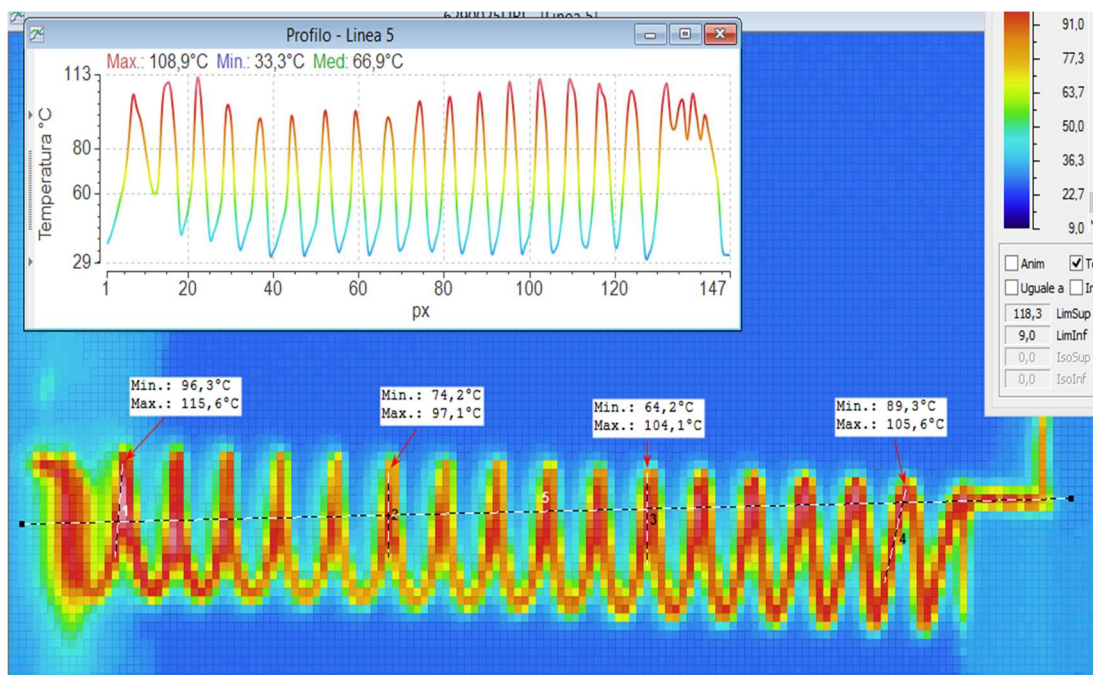 Profilo - Linea 5
Max.: 108,9°C Min.: 33,3°C Med: 66,9°C
113
80
60
29
Temperatura °C
1 20 40 60 80 100 120 147
px
91,0
77,3
63,7
50,0
36,3
22,7
9,0
Anim
Uguale a
118,3 LimSup
9,0 LimInf
0,0 IsoSup
0,0 IsoInf
Min.: 96,3°C
Max.: 115,6°C
Min.: 74,2°C
Max.: 97,1°C
Min.: 64,2°C
Max.: 104,1°C
Min.: 89,3°C
Max.: 105,6°C
1
2
5
3
4